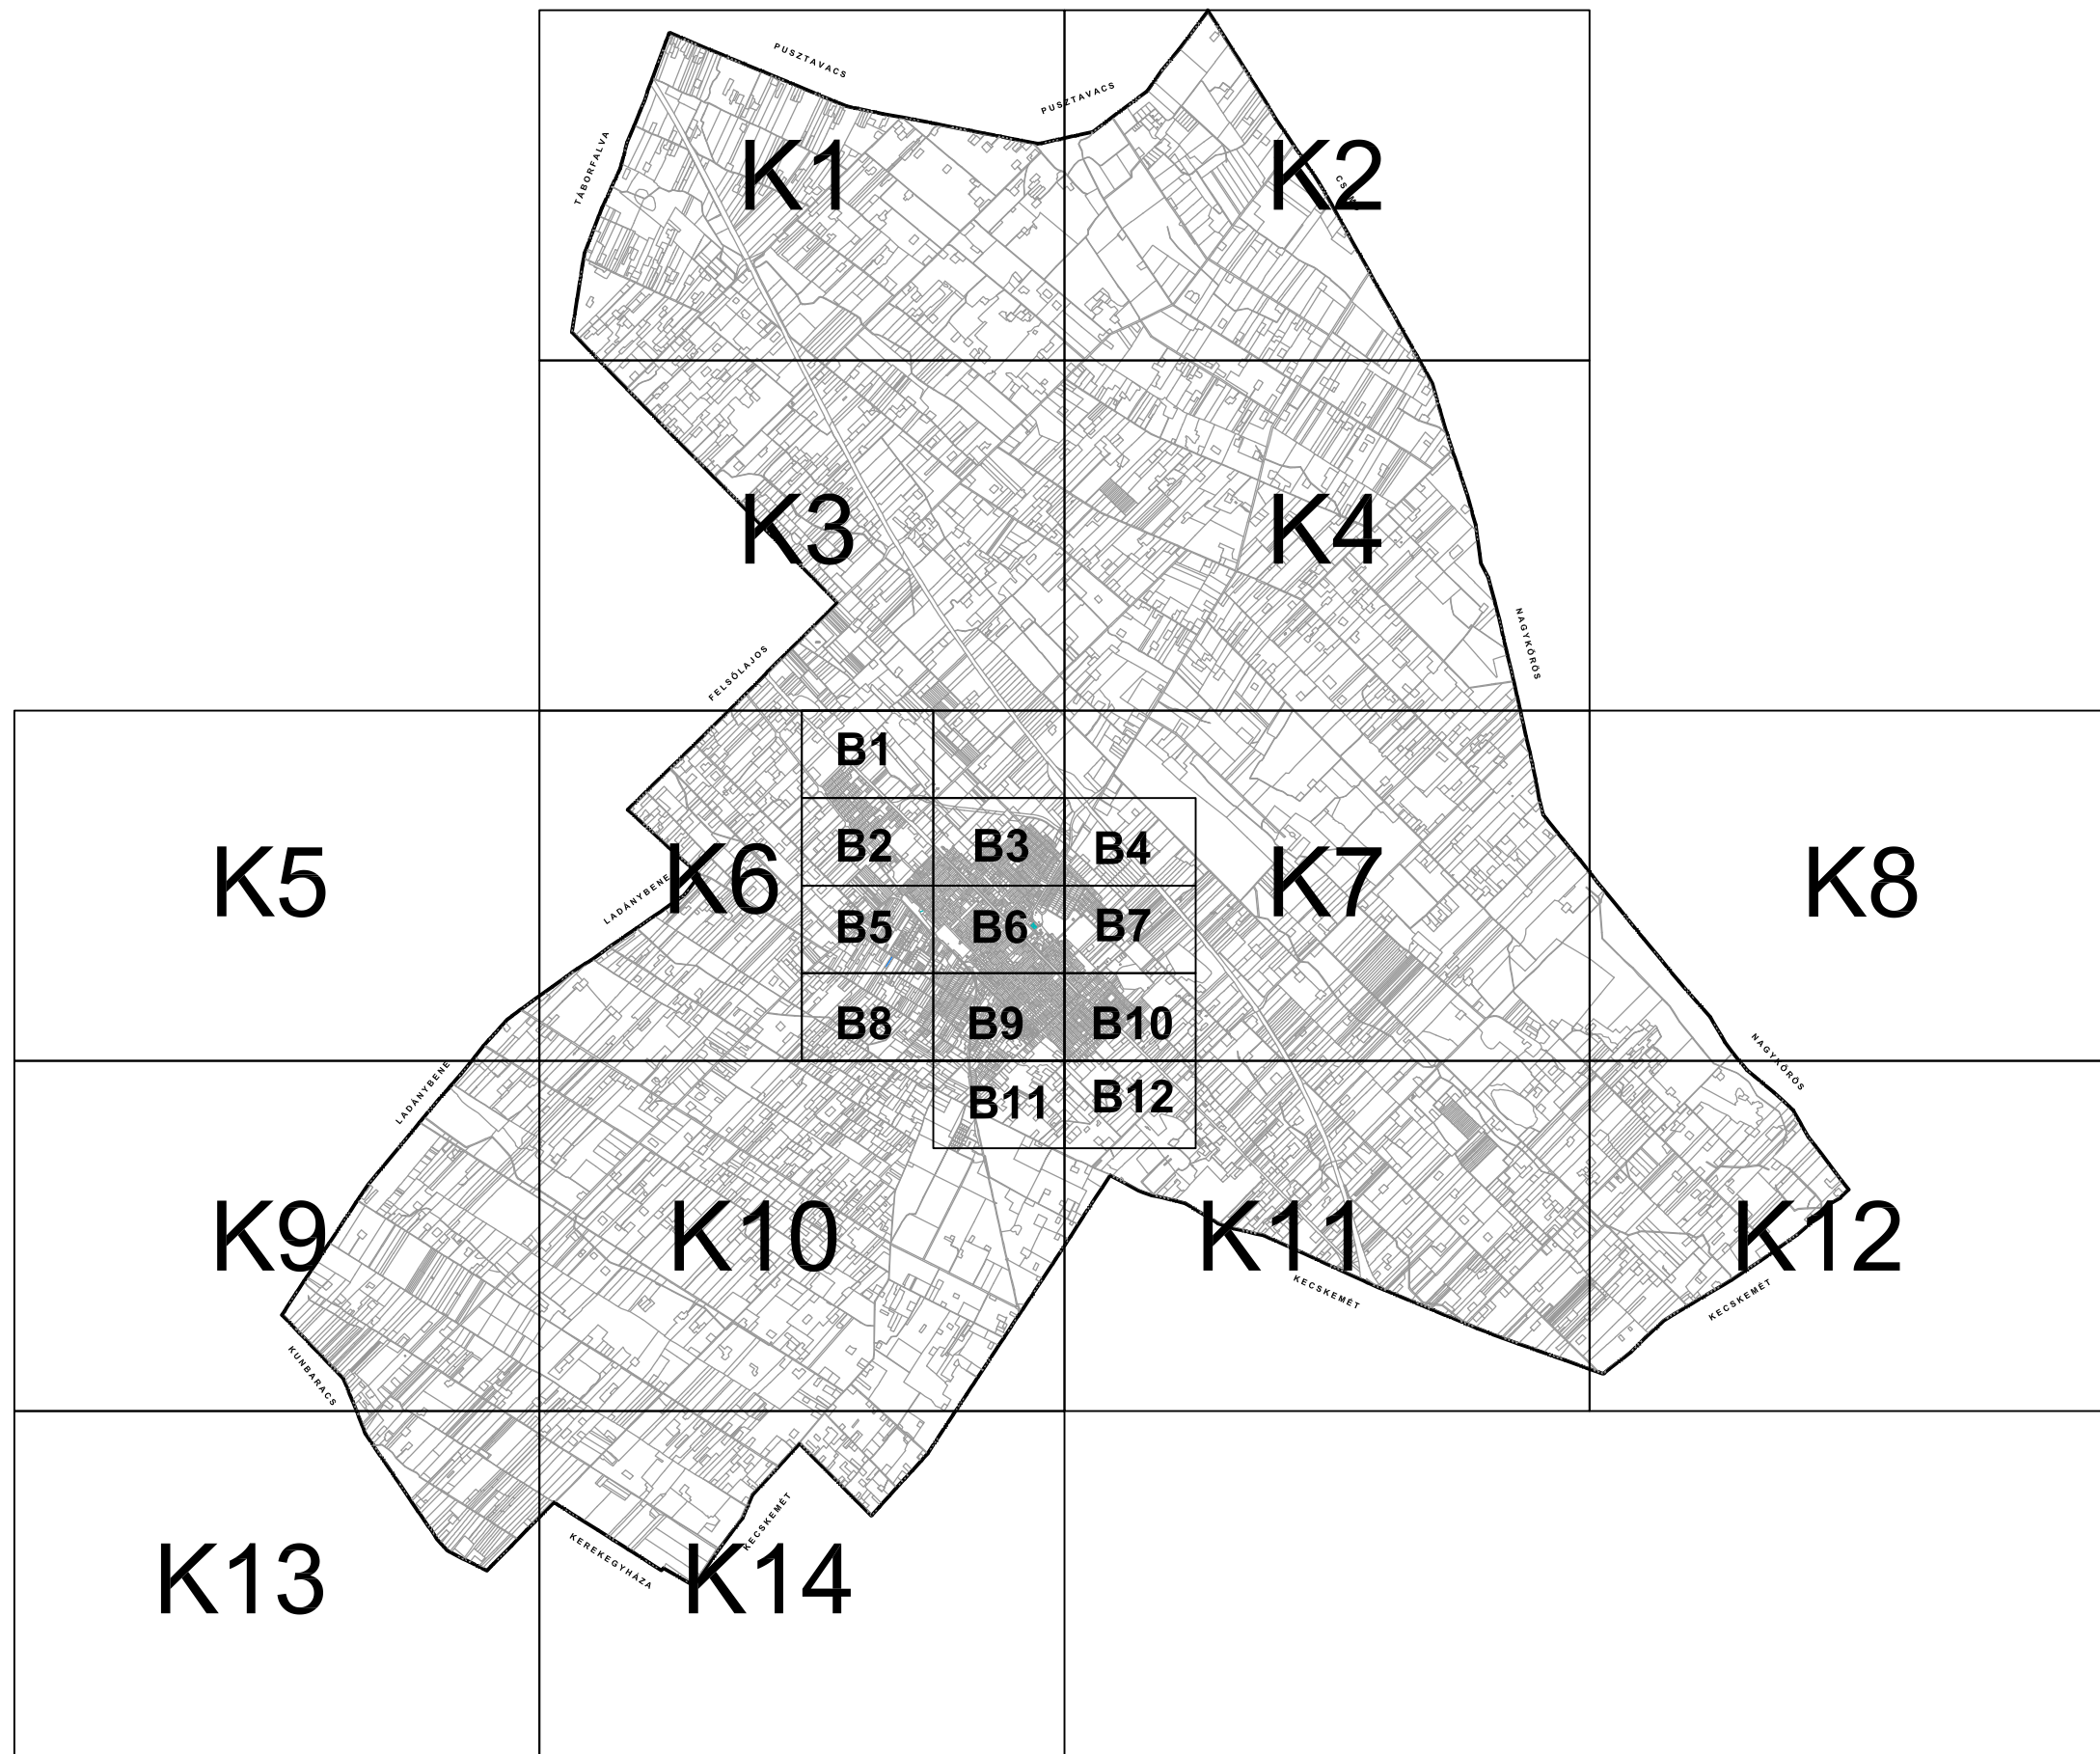 PUSZTAVACS
PUSZTAVACS
TÁBORFALVA
K1
K2
K3
K4
NAGYKŐRÖS
FELSŐLAJOS
B1
B2
B3
B4
K5
K6
K7
K8
LADÁNYBENE
B5
B6
B7
B8
B9
B10
NAGYKŐRÖS
LADÁNYBENE
B11
B12
K9
K10
K11
K12
KECSKEMÉT
KECSKEMÉT
KUNBARACS
KECSKEMÉT
KEREKEGYHÁZA
K13
K14